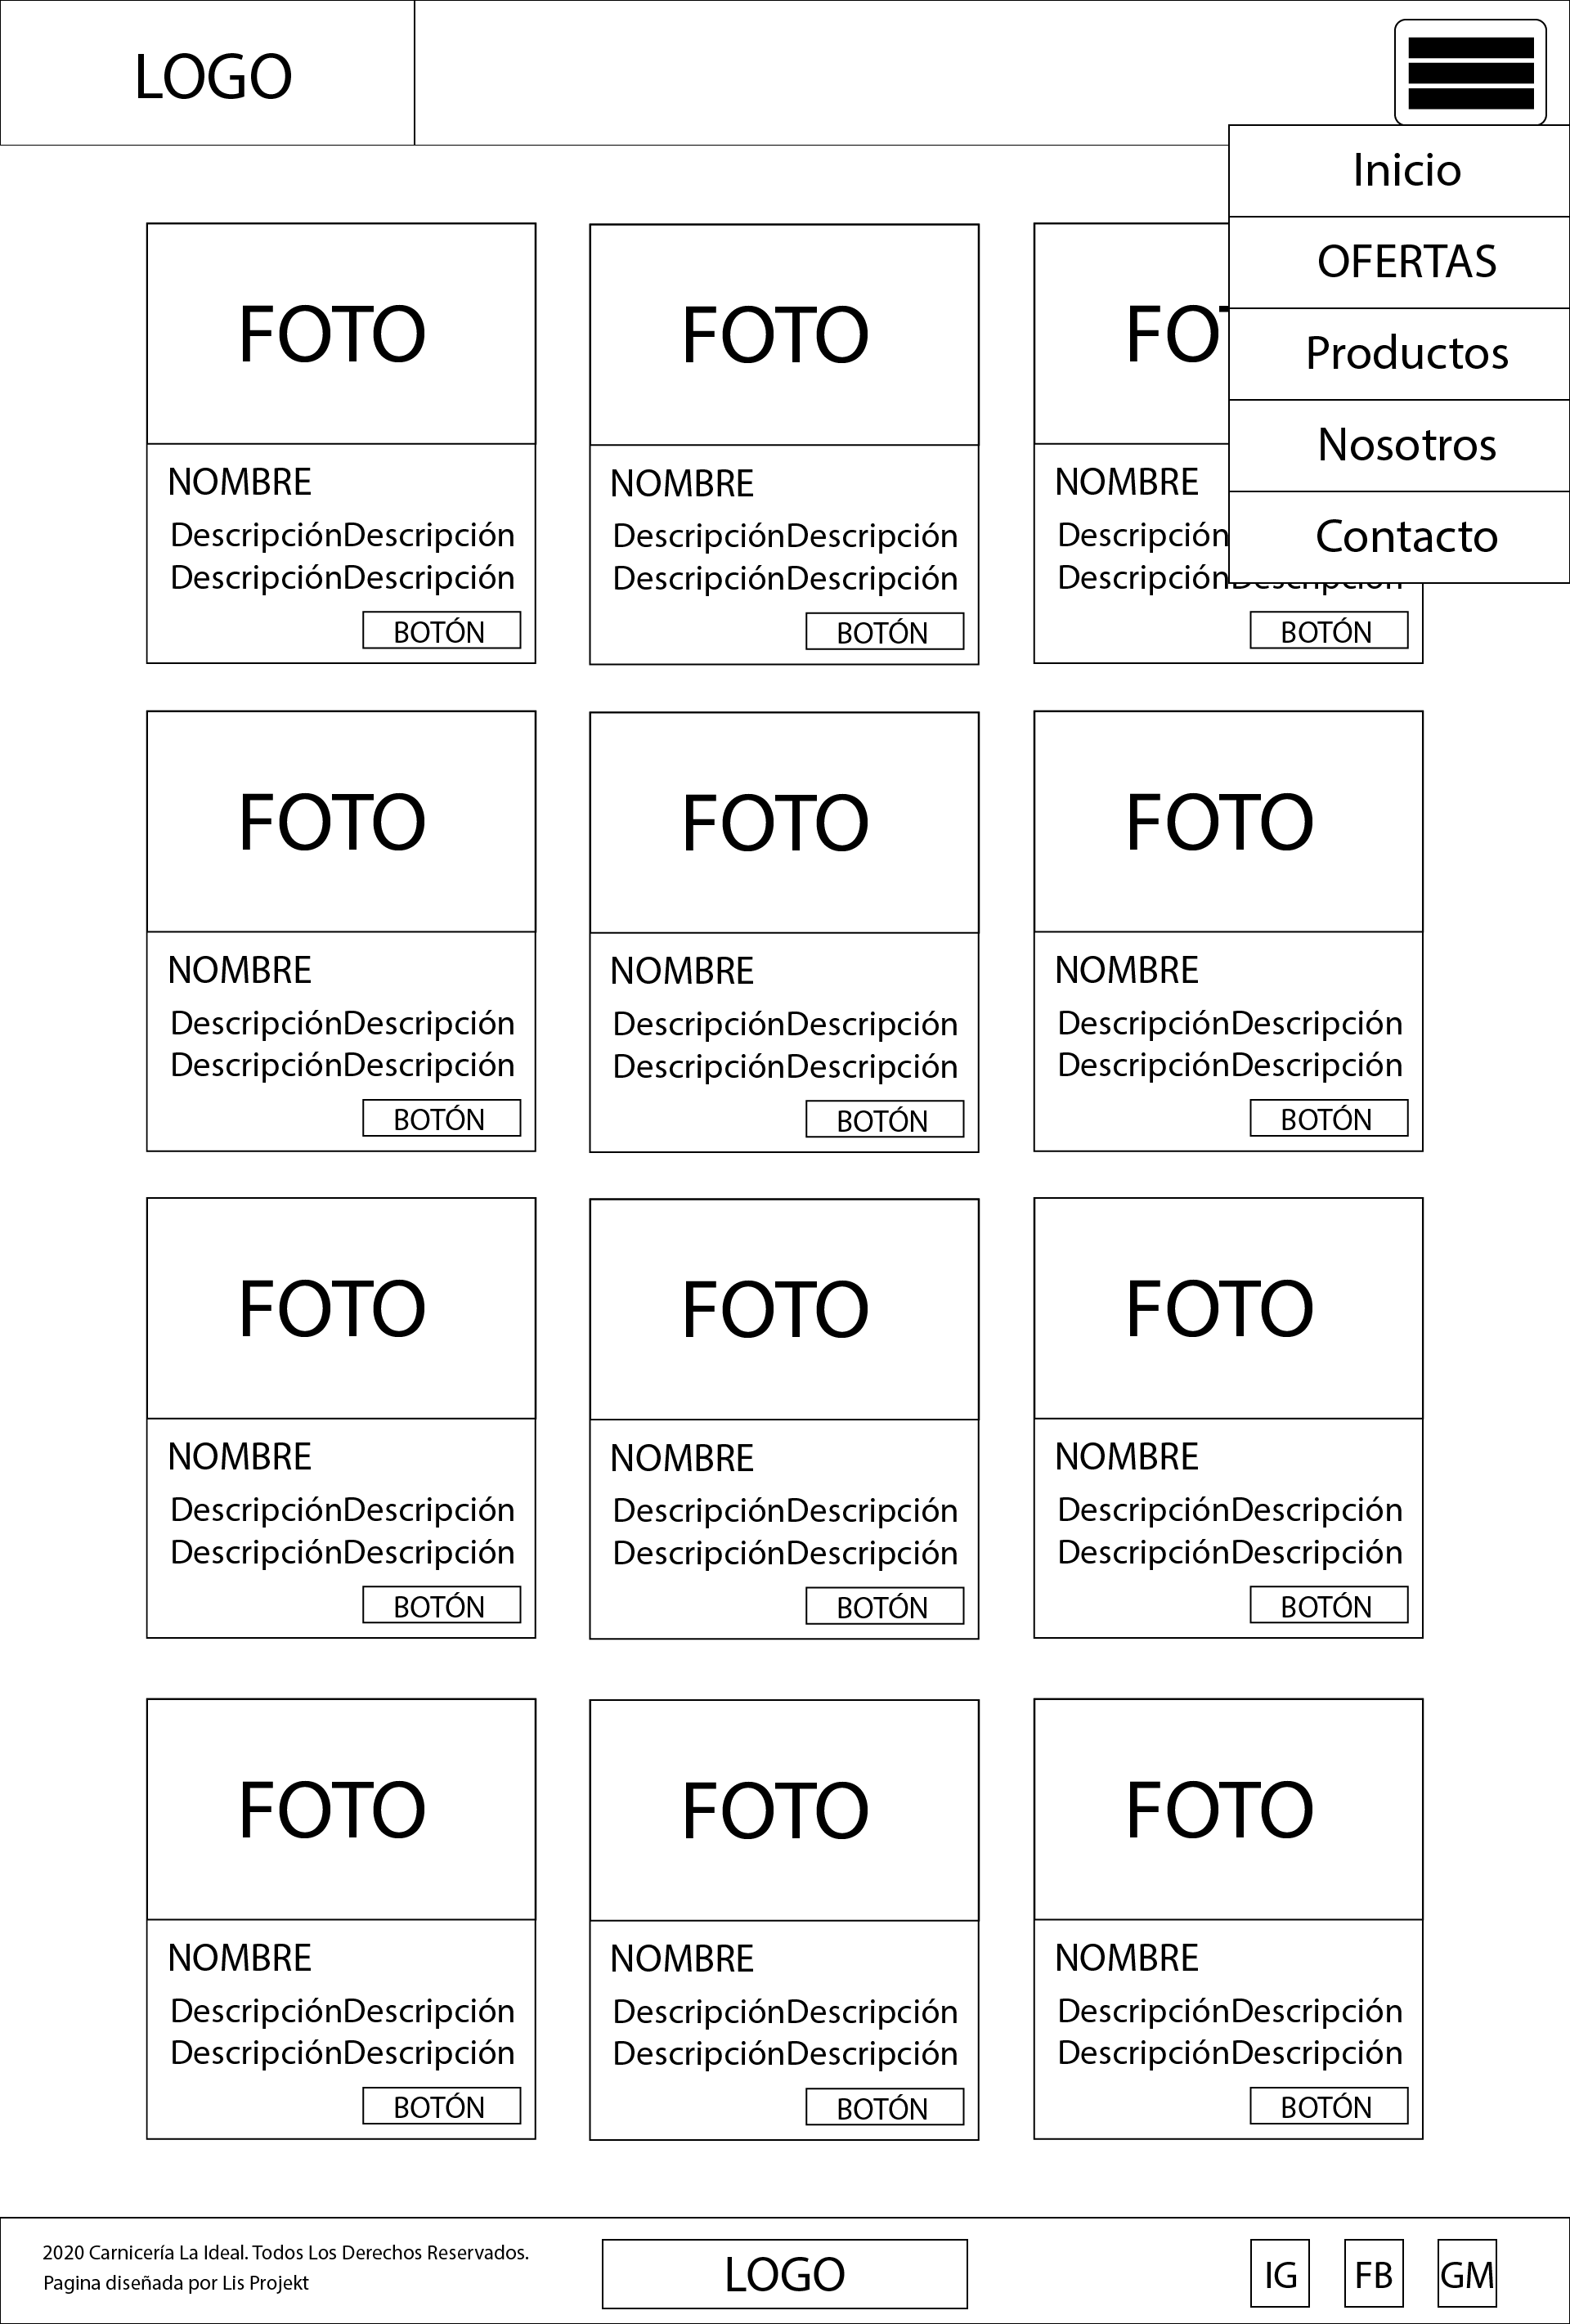 LOGO
Inicio
OFERTAS
Productos
Nosotros
Contacto
FOTO
NOMBRE
DescripciónDescripción
DescripciónDescripción
BOTÓN
FOTO
NOMBRE
DescripciónDescripción
DescripciónDescripción
BOTÓN
NOMBRE
Descripción
Descripción
BOTÓN
FOTO
NOMBRE
DescripciónDescripción
DescripciónDescripción
BOTÓN
FOTO
NOMBRE
DescripciónDescripción
DescripciónDescripción
BOTÓN
FOTO
NOMBRE
DescripciónDescripción
DescripciónDescripción
BOTÓN
FOTO
NOMBRE
DescripciónDescripción
DescripciónDescripción
BOTÓN
FOTO
NOMBRE
DescripciónDescripción
DescripciónDescripción
BOTÓN
FOTO
NOMBRE
DescripciónDescripción
DescripciónDescripción
BOTÓN
FOTO
NOMBRE
DescripciónDescripción
DescripciónDescripción
BOTÓN
FOTO
NOMBRE
DescripciónDescripción
DescripciónDescripción
BOTÓN
FOTO
NOMBRE
DescripciónDescripción
DescripciónDescripción
BOTÓN
2020 Carnicería La Ideal. Todos Los Derechos Reservados.
Pagina diseñada por Lis Projekt
LOGO
IG
FB
GM